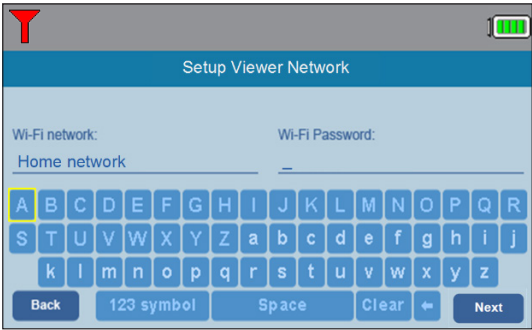 Setup Viewer Network
Wi-Fi network: Wi-Fi Password:
Home network _
A B C D E F G H I J K L M N O P Q R
S T U V W X Y Z a b c d e f g h i j
k l m n o p q r s t u v w x y z
Back 123 symbol Space Clear ← Next